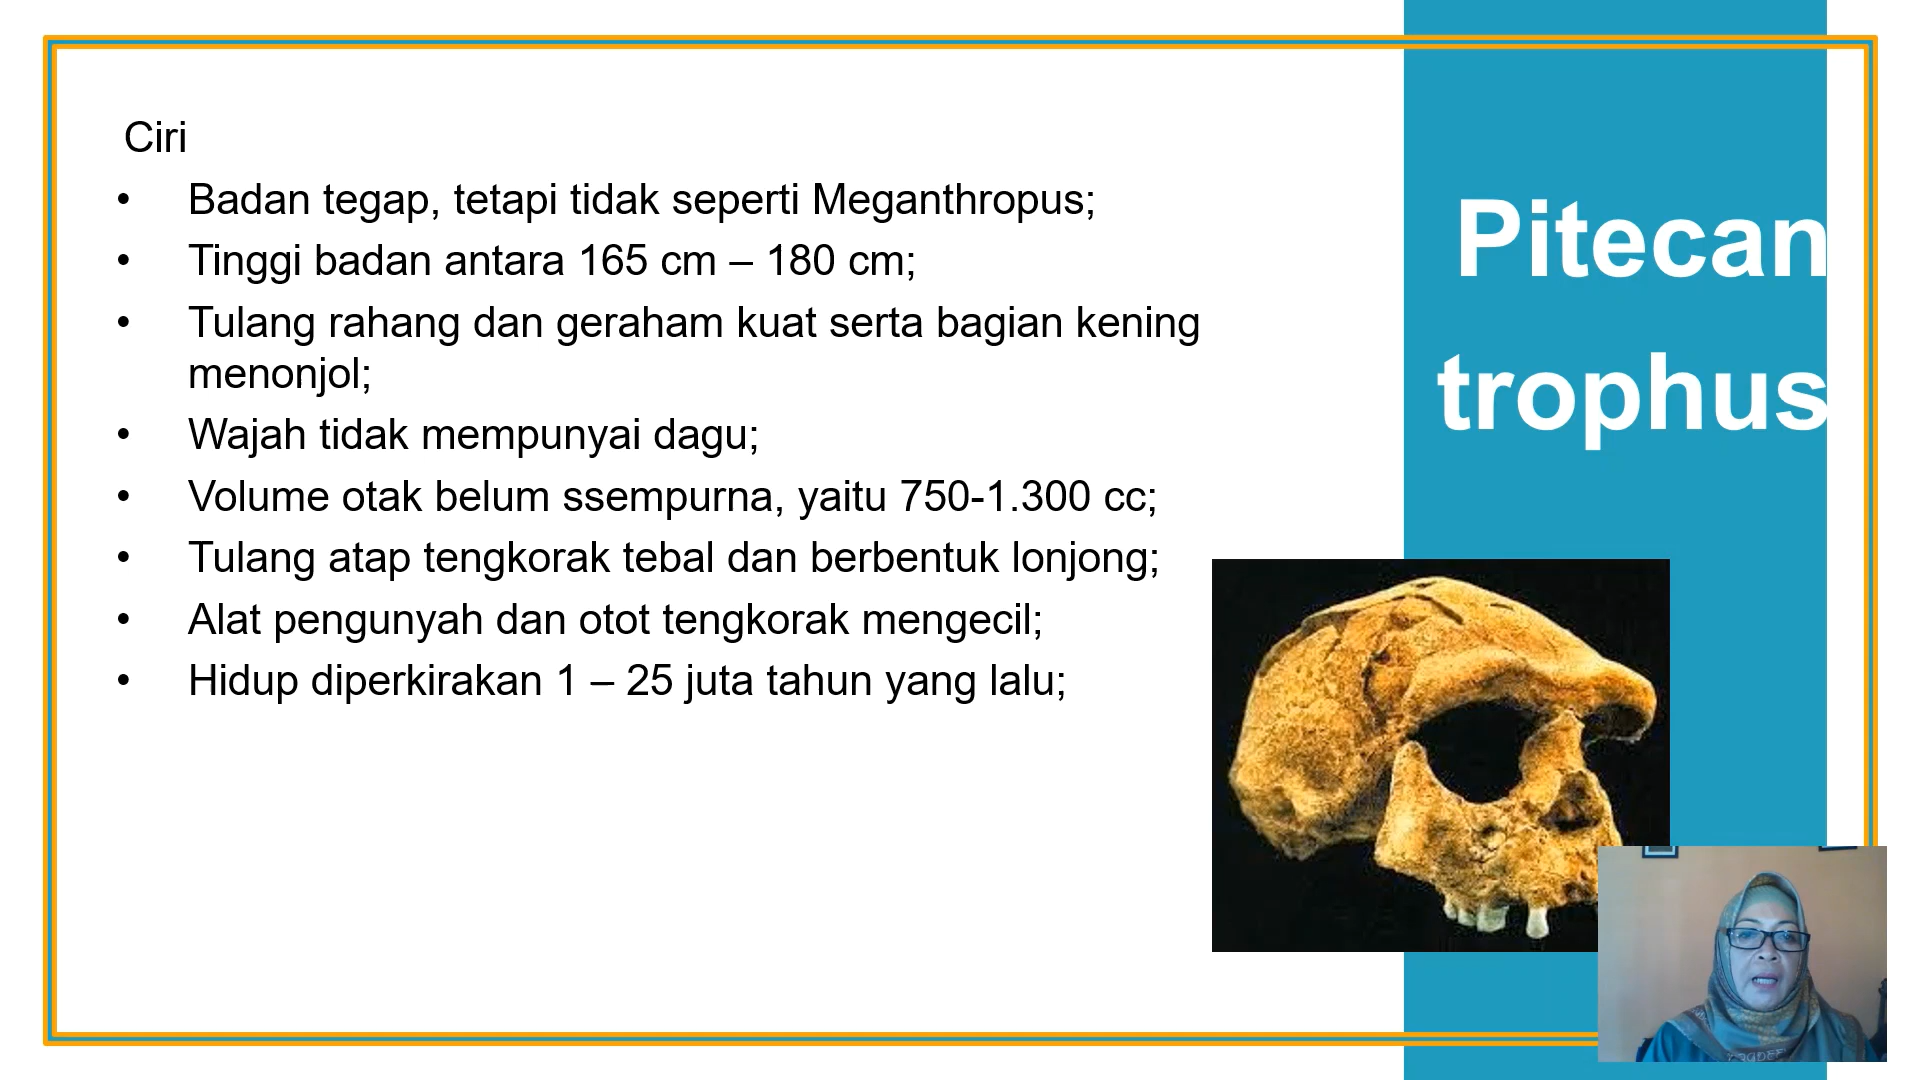 Ciri
• Badan tegap, tetapi tidak seperti Meganthropus;
• Tinggi badan antara 165 cm – 180 cm;
• Tulang rahang dan geraham kuat serta bagian kening
menonjol;
• Wajah tidak mempunyai dagu;
• Volume otak belum ssempurna, yaitu 750-1.300 cc;
• Tulang atap tengkorak tebal dan berbentuk lonjong;
• Alat pengunyah dan otot tengkorak mengecil;
• Hidup diperkirakan 1 – 25 juta tahun yang lalu;
Pitecan
trophus